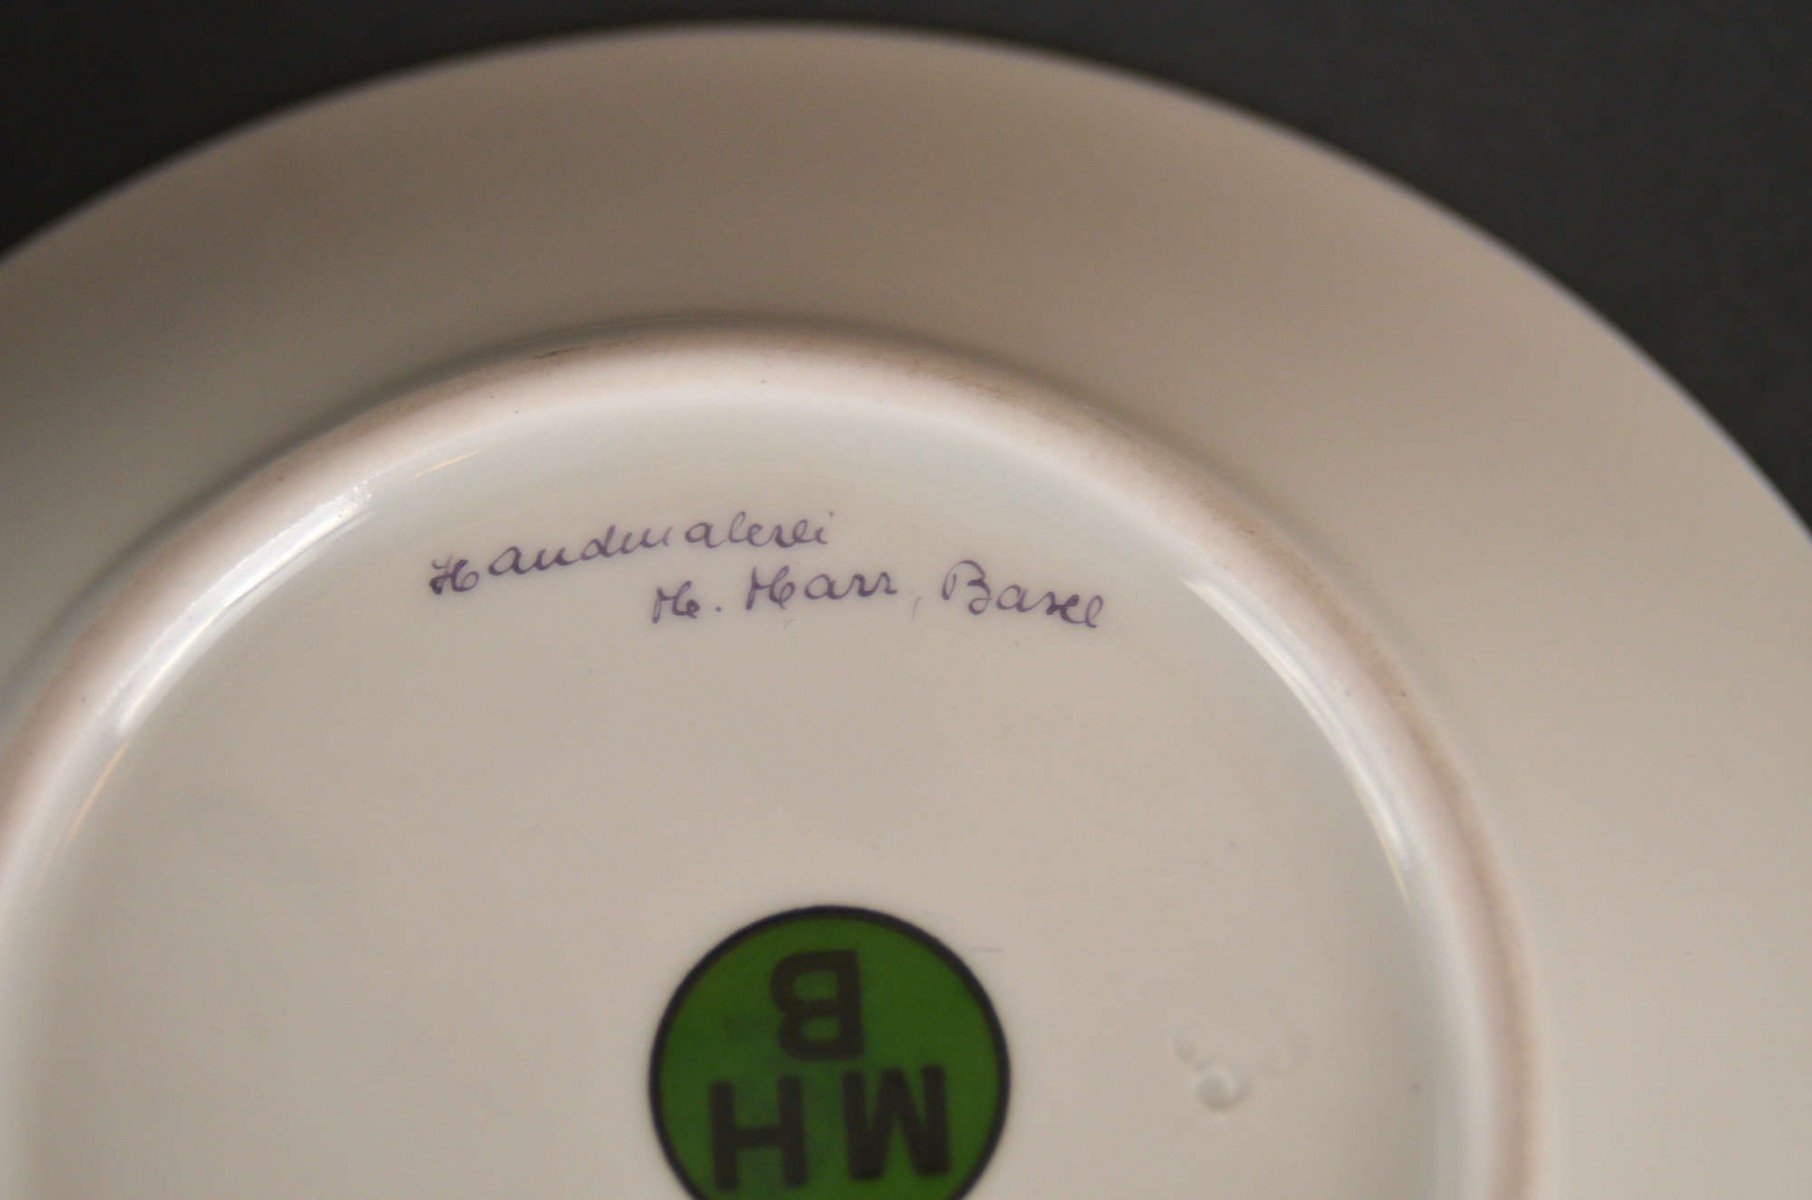 Handmalerei
M. Marr, Basel
MH
B